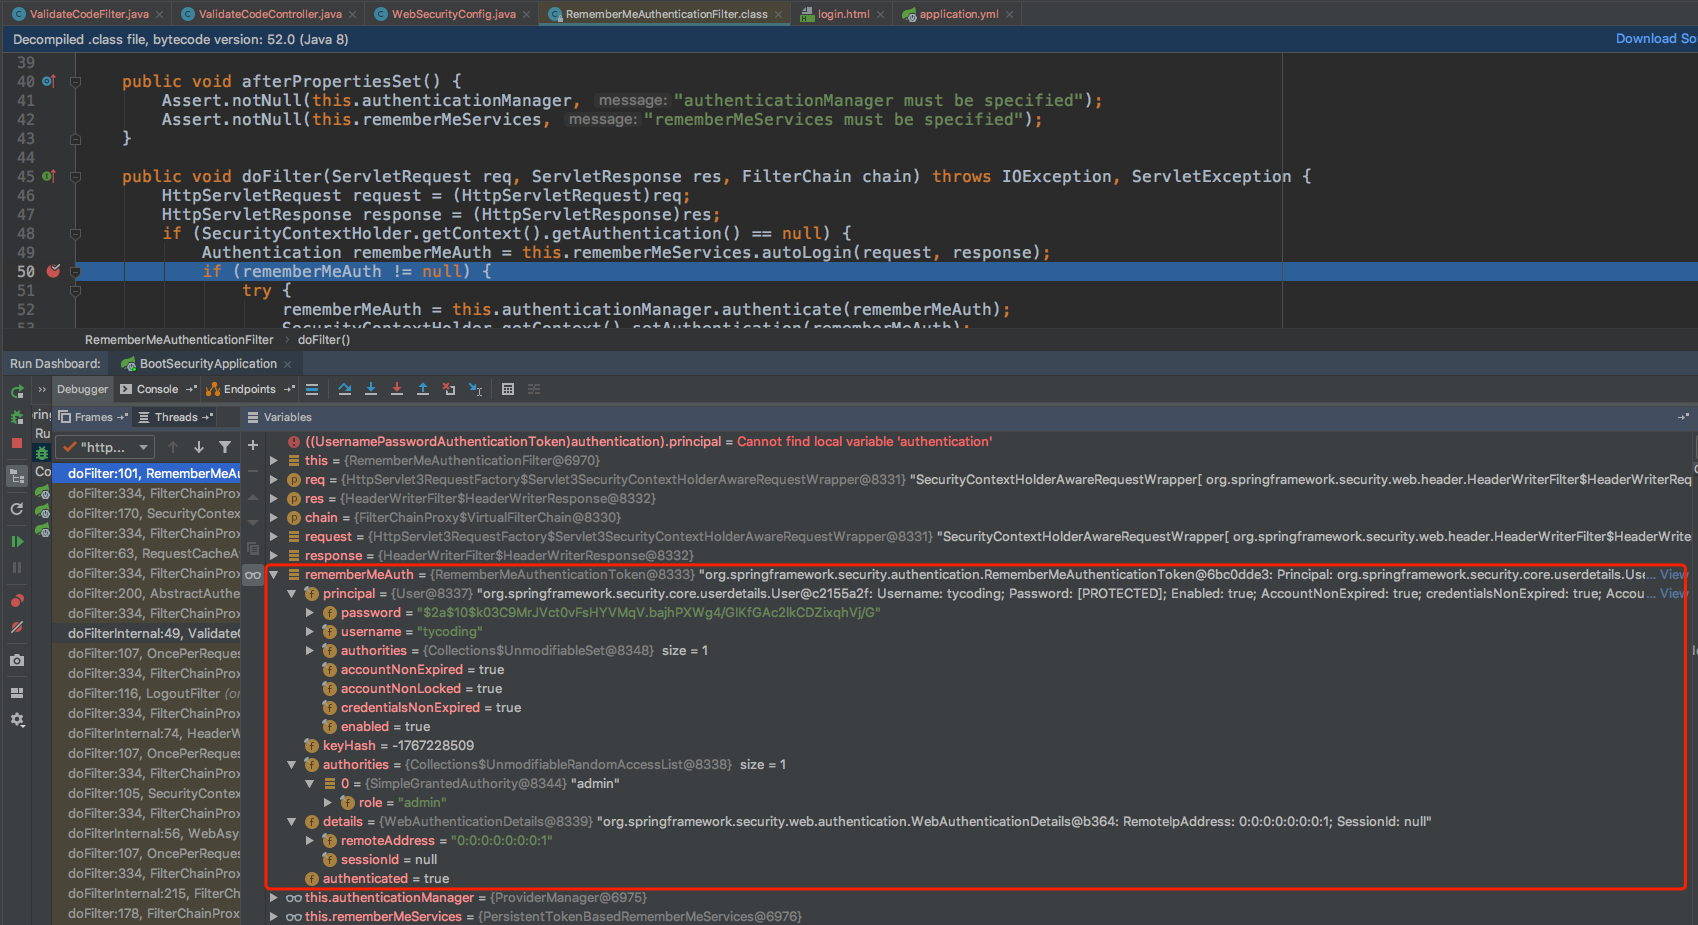 ValidateCodeFilter.java × ValidateCodeController.java × WebSecurityConfig.java × RememberMeAuthenticationFilter.class × login.html × application.yml ×
Decompiled .class file, bytecode version: 52.0 (Java 8) Download So
39
40 public void afterPropertiesSet() {
41 Assert.notNull(this.authenticationManager, message: "authenticationManager must be specified");
42 Assert.notNull(this.rememberMeServices, message: "rememberMeServices must be specified");
43 }
44
45 public void doFilter(ServletRequest req, ServletResponse res, FilterChain chain) throws IOException, ServletException {
46 HttpServletRequest request = (HttpServletRequest)req;
47 HttpServletResponse response = (HttpServletResponse)res;
48 if (SecurityContextHolder.getContext().getAuthentication() == null) {
49 Authentication rememberMeAuth = this.rememberMeServices.autoLogin(request, response);
50 if (rememberMeAuth != null) {
51 try {
52 rememberMeAuth = this.authenticationManager.authenticate(rememberMeAuth);
53 SecurityContextHolder.getContext().setAuthentication(rememberMeAuth);
RememberMeAuthenticationFilter › doFilter()
Run Dashboard: BootSecurityApplication ×
Debugger Console Endpoints
Frames Threads Variables
Ru
"http...
Co
doFilter:101, RememberMeAu
doFilter:334, FilterChainProx
doFilter:170, SecurityContex
doFilter:334, FilterChainProx
doFilter:63, RequestCacheA
doFilter:334, FilterChainProx
doFilter:200, AbstractAuthe
doFilterInternal:49, ValidateC
doFilter:107, OncePerReques
doFilter:334, FilterChainProx
doFilter:116, LogoutFilter (or
doFilter:334, FilterChainProx
doFilterInternal:74, HeaderW
doFilter:107, OncePerReques
doFilter:334, FilterChainProx
doFilter:105, SecurityContex
doFilter:334, FilterChainProx
doFilterInternal:56, WebAsy
doFilter:107, OncePerReques
doFilter:334, FilterChainProx
doFilterInternal:215, FilterCh
doFilter:178, FilterChainProx
((UsernamePasswordAuthenticationToken)authentication).principal = Cannot find local variable 'authentication'
this = {RememberMeAuthenticationFilter@6970}
req = {HttpServlet3RequestFactory$Servlet3SecurityContextHolderAwareRequestWrapper@8331} "SecurityContextHolderAwareRequestWrapper[ org.springframework.security.web.header.HeaderWriterFilter$HeaderWriterReq
res = {HeaderWriterFilter$HeaderWriterResponse@8332}
chain = {FilterChainProxy$VirtualFilterChain@8330}
request = {HttpServlet3RequestFactory$Servlet3SecurityContextHolderAwareRequestWrapper@8331} "SecurityContextHolderAwareRequestWrapper[ org.springframework.security.web.header.HeaderWriterFilter$HeaderWrite
response = {HeaderWriterFilter$HeaderWriterResponse@8332}
rememberMeAuth = {RememberMeAuthenticationToken@8333} "org.springframework.security.authentication.RememberMeAuthenticationToken@6bc0dde3: Principal: org.springframework.security.core.userdetails.Use... View
principal = {User@8337} "org.springframework.security.core.userdetails.User@c2155a2f: Username: tycoding; Password: [PROTECTED]; Enabled: true; AccountNonExpired: true; credentialsNonExpired: true; Accou... View
password = "$2a$10$k03C9MrJVct0vFsHYVMqV.bajhPXWg4/GlKfGAc2lkCDZixqhVj/G"
username = "tycoding"
authorities = {Collections$UnmodifiableSet@8348} size = 1
accountNonExpired = true
accountNonLocked = true
credentialsNonExpired = true
enabled = true
keyHash = -1767228509
authorities = {Collections$UnmodifiableRandomAccessList@8338} size = 1
0 = {SimpleGrantedAuthority@8344} "admin"
role = "admin"
details = {WebAuthenticationDetails@8339} "org.springframework.security.web.authentication.WebAuthenticationDetails@b364: RemoteIpAddress: 0:0:0:0:0:0:0:1; SessionId: null"
remoteAddress = "0:0:0:0:0:0:0:1"
sessionId = null
authenticated = true
this.authenticationManager = {ProviderManager@6975}
this.rememberMeServices = {PersistentTokenBasedRememberMeServices@6976}